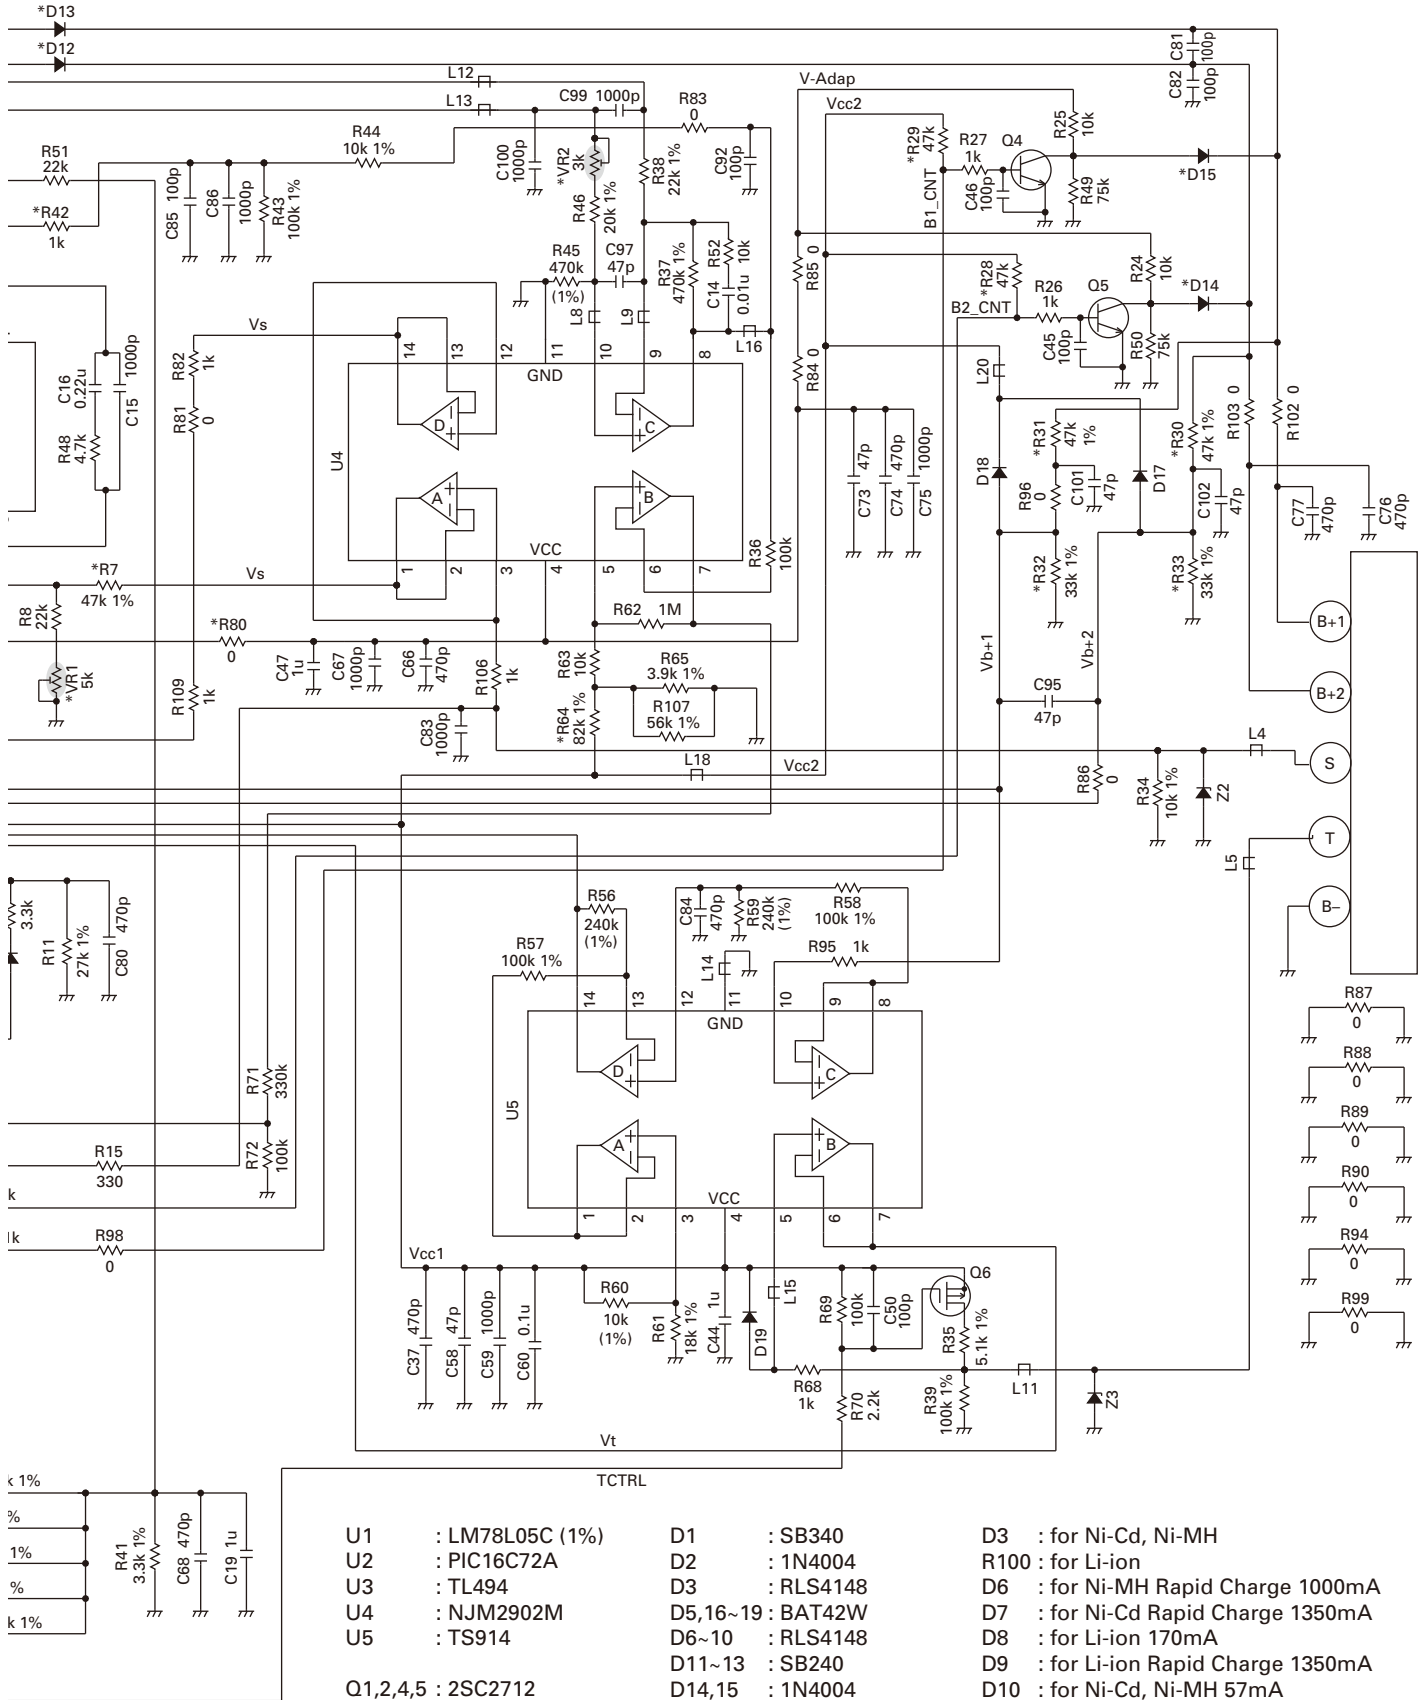 *D13
*D12
L12
L13
C99 1000p
R83
0
V-Adap
Vcc2
C81
100p
C82
100p
R44
10k 1%
R51
22k
*R42
1k
C85 100p
C86
1000p
R43
100k 1%
C100
1000p
*VR2
3k
R46
20k 1%
R38
22k 1%
C92
100p
*R29
47k
R27
1k
Q4
R25
10k
*D15
C46
100p
R49
75k
B1_CNT
R45
470k
(1%)
C97
47p
R37
470k 1%
R52
10k
C14
0.01u
L8
L9
L16
R85 0
*R28
47k
R26
1k
Q5
R24
10k
*D14
B2_CNT
C45
100p
R50
75k
Vs
14
13
12
11
10
9
8
GND
R82
1k
R81
0
C16
0.22u
C15
1000p
R48
4.7k
U4
D
C
A
B
VCC
1
2
3
4
5
6
7
R84 0
L20
C73
47p
C74
470p
C75
1000p
D18
*R31
47k
1%
R96
0
C101
47p
D17
*R30
47k 1%
C102
47p
R103 0
R102 0
C77
470p
C76
470p
R36
100k
*R32
33k 1%
*R33
33k 1%
*R7
47k 1%
Vs
R8
22k
*VR1
5k
*R80
0
C47
1u
C67
1000p
C66
470p
R109
1k
R106
1k
C83
1000p
R62 1M
R63
10k
R65
3.9k 1%
R107
56k 1%
*R64
82k 1%
L18
Vcc2
Vb+1
Vb+2
C95
47p
R86
0
R34
10k 1%
Z2
L4
L5
B+1
B+2
S
T
B–
3.3k
R11
27k 1%
C80
470p
R56
240k
(1%)
R57
100k 1%
C84
470p
R59
240k
(1%)
R58
100k 1%
R95 1k
L14
14
13
12
11
10
9
8
GND
U5
D
C
A
B
VCC
1
2
3
4
5
6
7
R71
330k
R72
100k
R15
330
k
1k
R98
0
R87
0
R88
0
R89
0
R90
0
R94
0
R99
0
Vcc1
C37
470p
C58
47p
C59
1000p
C60
0.1u
R60
10k
(1%)
R61
18k 1%
C44
1u
D19
L15
R69
100k
C50
100p
Q6
R35
5.1k 1%
R68
1k
R70
2.2k
R39
100k 1%
L11
Z3
Vt
TCTRL
k 1%
%
1%
%
k 1%
R41
3.3k 1%
C68 470p
C19 1u
U1 : LM78L05C (1%)
U2 : PIC16C72A
U3 : TL494
U4 : NJM2902M
U5 : TS914
Q1,2,4,5 : 2SC2712
D1 : SB340
D2 : 1N4004
D3 : RLS4148
D5,16~19 : BAT42W
D6~10 : RLS4148
D11~13 : SB240
D14,15 : 1N4004
D3 : for Ni-Cd, Ni-MH
R100 : for Li-ion
D6 : for Ni-MH Rapid Charge 1000mA
D7 : for Ni-Cd Rapid Charge 1350mA
D8 : for Li-ion 170mA
D9 : for Li-ion Rapid Charge 1350mA
D10 : for Ni-Cd, Ni-MH 57mA